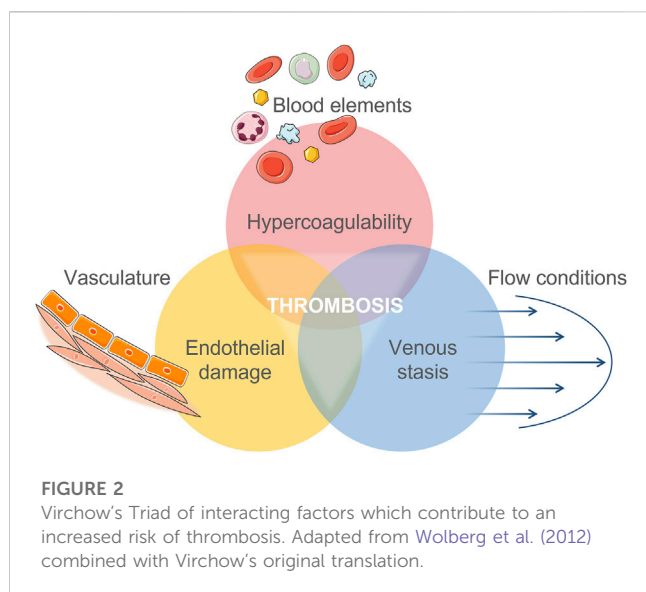 Blood elements
Hypercoagulability
Vasculature
Flow conditions
THROMBOSIS
Endothelial
damage
Venous
stasis
FIGURE 2
Virchow's Triad of interacting factors which contribute to an
increased risk of thrombosis. Adapted from Wolberg et al. (2012)
combined with Virchow's original translation.